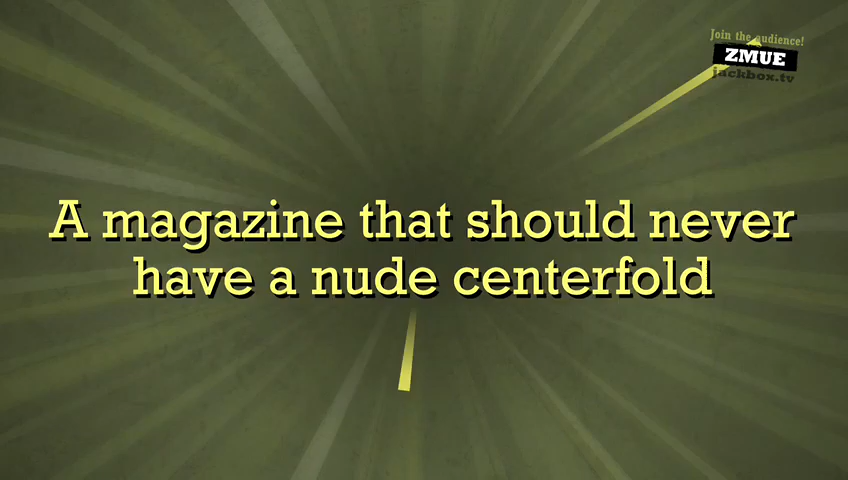 Join the audience!
ZMUE
jackbox.tv
A magazine that should never
have a nude centerfold